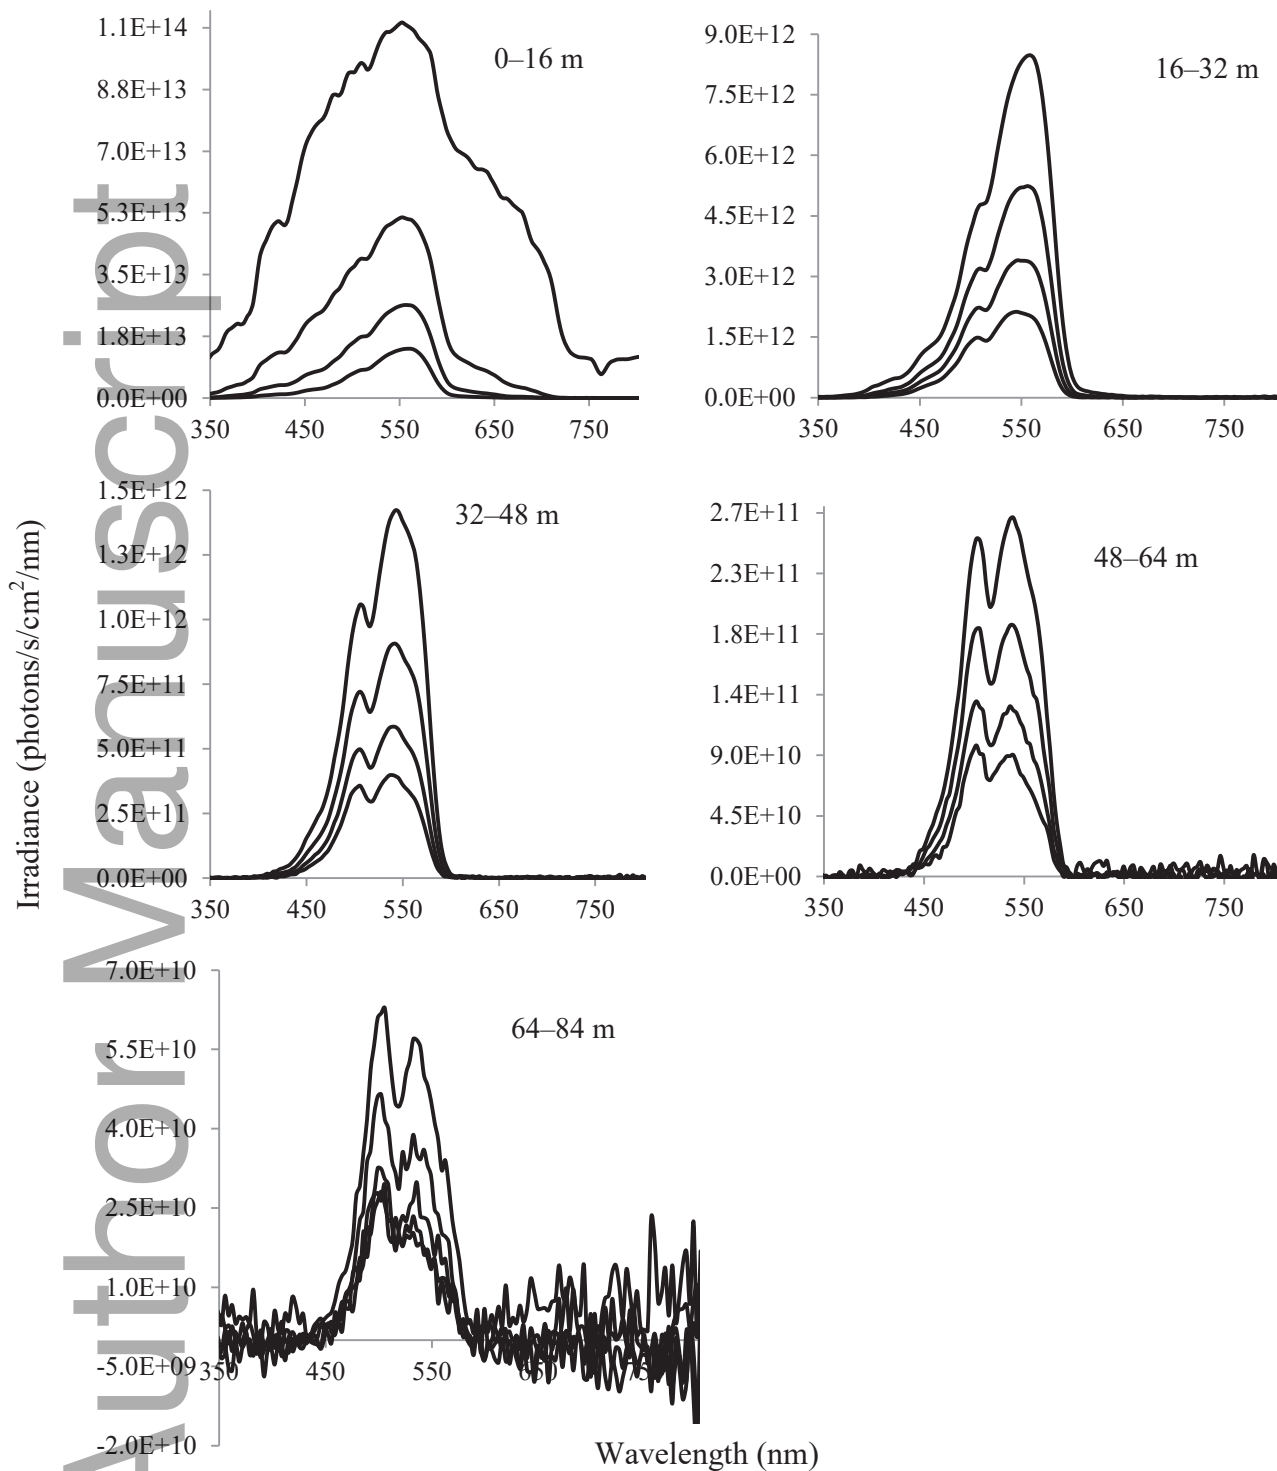 1.1E+14
8.8E+13
7.0E+13
5.3E+13
3.5E+13
1.8E+13
0.0E+00
350 450 550 650 750
0–16 m
9.0E+12
7.5E+12
6.0E+12
4.5E+12
3.0E+12
1.5E+12
0.0E+00
350 450 550 650 750
16–32 m
1.5E+12
1.3E+12
1.0E+12
7.5E+11
5.0E+11
2.5E+11
0.0E+00
350 450 550 650 750
32–48 m
2.7E+11
2.3E+11
1.8E+11
1.4E+11
9.0E+10
4.5E+10
0.0E+00
350 450 550 650 750
48–64 m
7.0E+10
5.5E+10
4.0E+10
2.5E+10
1.0E+10
-5.0E+09
-2.0E+10
350 450 550 650 750
64–84 m
Irradiance (photons/s/cm²/nm)
Wavelength (nm)
Author Manuscript